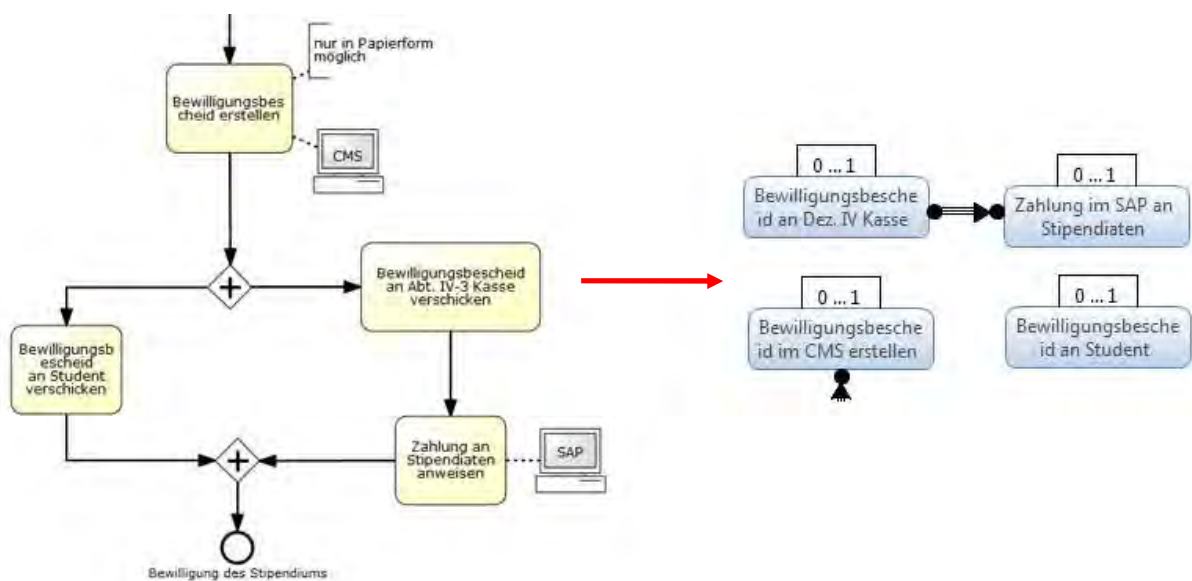 nur in Papierform
möglich
Bewilligungsbes
cheid erstellen
CMS
Bewilligungsbescheid
an Abt. IV-3 Kasse
verschicken
Bewilligungsb
escheid
an Student
verschicken
Zahlung an
Stipendiaten
anweisen
SAP
Bewilligung des Stipendiums
0 ... 1
Bewilligungsbesche
id an Dez. IV Kasse
0 ... 1
Zahlung im SAP an
Stipendiaten
0 ... 1
Bewilligungsbesche
id im CMS erstellen
0 ... 1
Bewilligungsbesche
id an Student